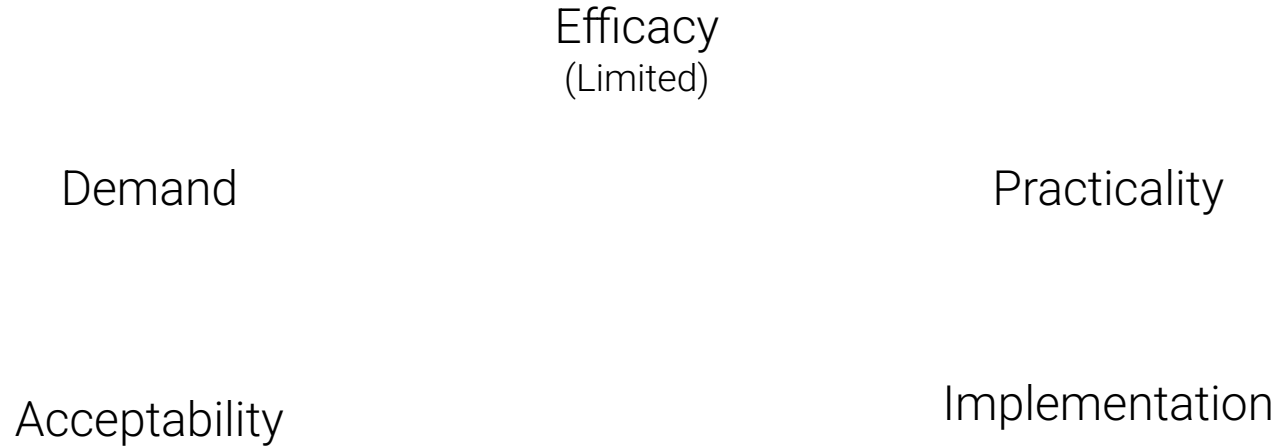 Efficacy
(Limited)
Demand
Practicality
Acceptability
Implementation